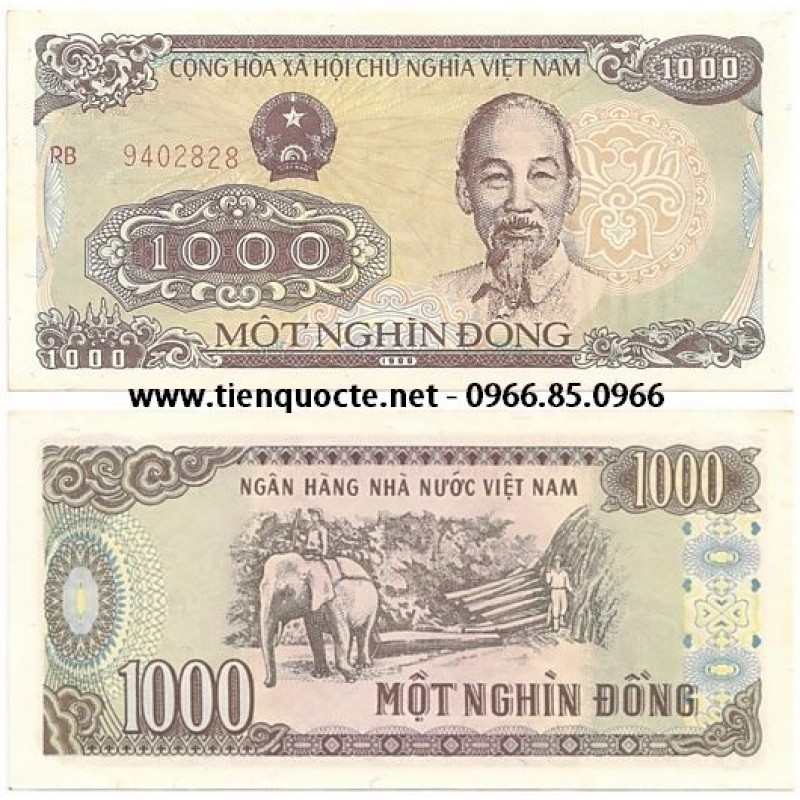 CỘNG HÒA XÃ HỘI CHỦ NGHĨA VIỆT NAM
1000
RB 9402828
1000
MỘT NGHÌN ĐỒNG
1000
1988
www.tienquocte.net - 0966.85.0966
NGÂN HÀNG NHÀ NƯỚC VIỆT NAM
1000
1000
MỘT NGHÌN ĐỒNG